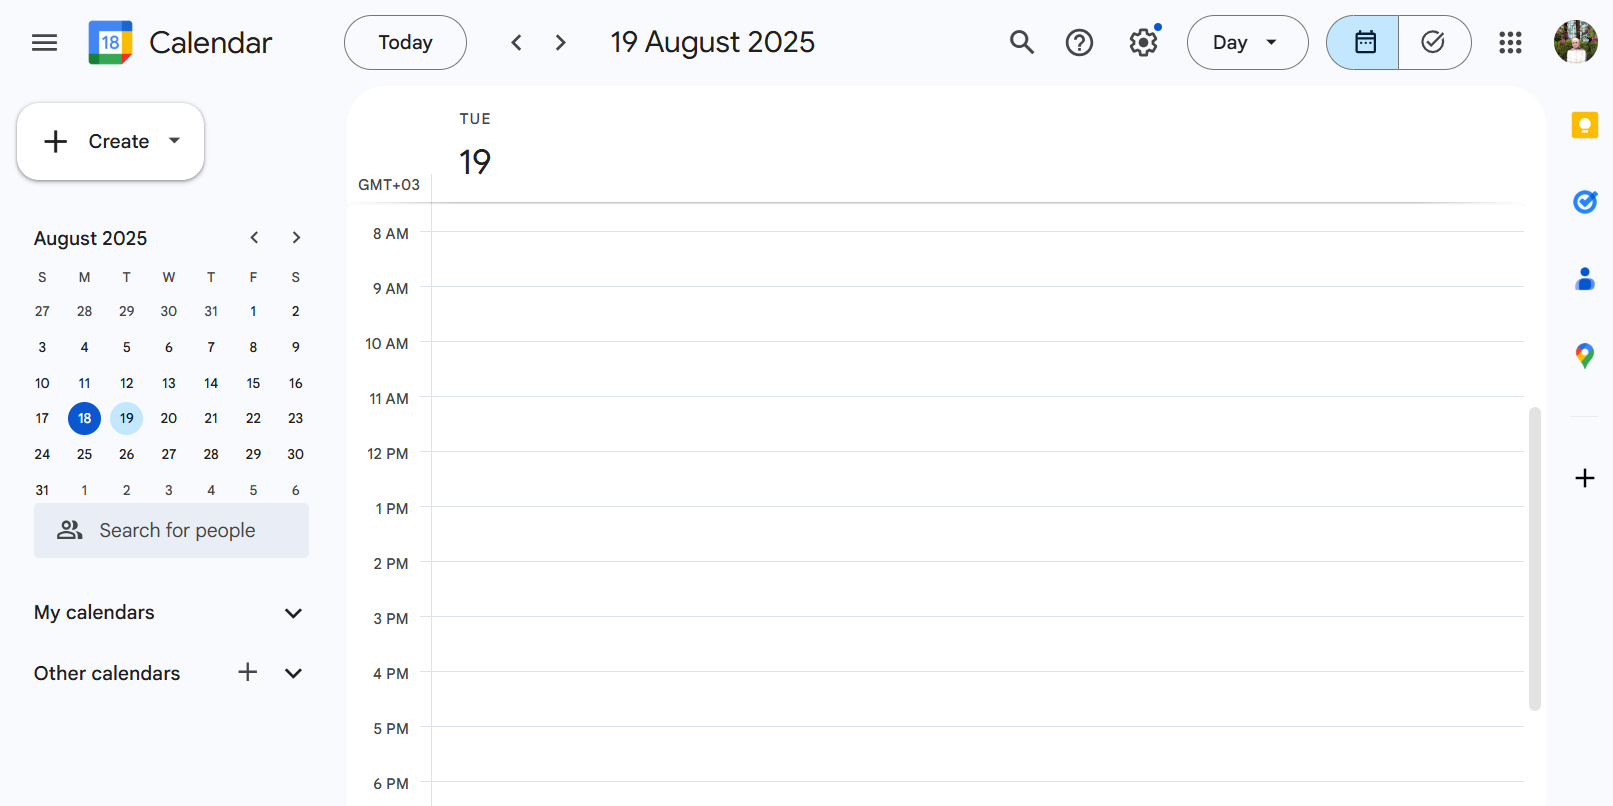 18 Calendar Today 19 August 2025 Day
Create
August 2025
S M T W T F S
27 28 29 30 31 1 2
3 4 5 6 7 8 9
10 11 12 13 14 15 16
17 18 19 20 21 22 23
24 25 26 27 28 29 30
31 1 2 3 4 5 6
Search for people
My calendars
Other calendars
TUE
19
GMT+03
8 AM
9 AM
10 AM
11 AM
12 PM
1 PM
2 PM
3 PM
4 PM
5 PM
6 PM